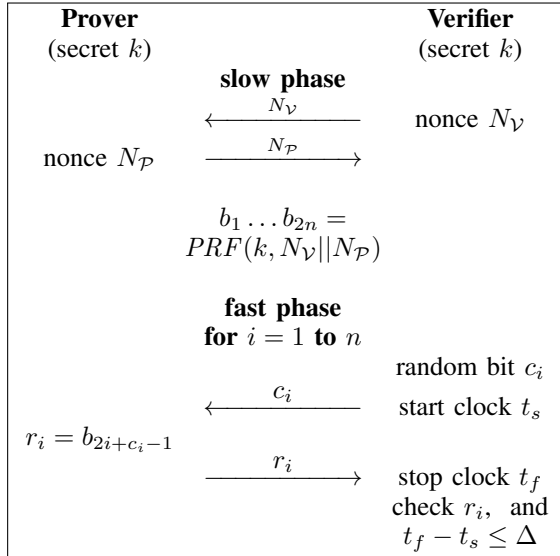 Prover Verifier
(secret k) (secret k)
slow phase
N_𝒱
nonce N_𝒱
N_𝒫
nonce N_𝒫
b_1 … b_{2n} =
PRF(k, N_𝒱||N_𝒫)
fast phase
for i = 1 to n
random bit c_i
c_i
start clock t_s
r_i = b_{2i+c_i−1}
r_i
stop clock t_f
check r_i, and
t_f − t_s ≤ Δ